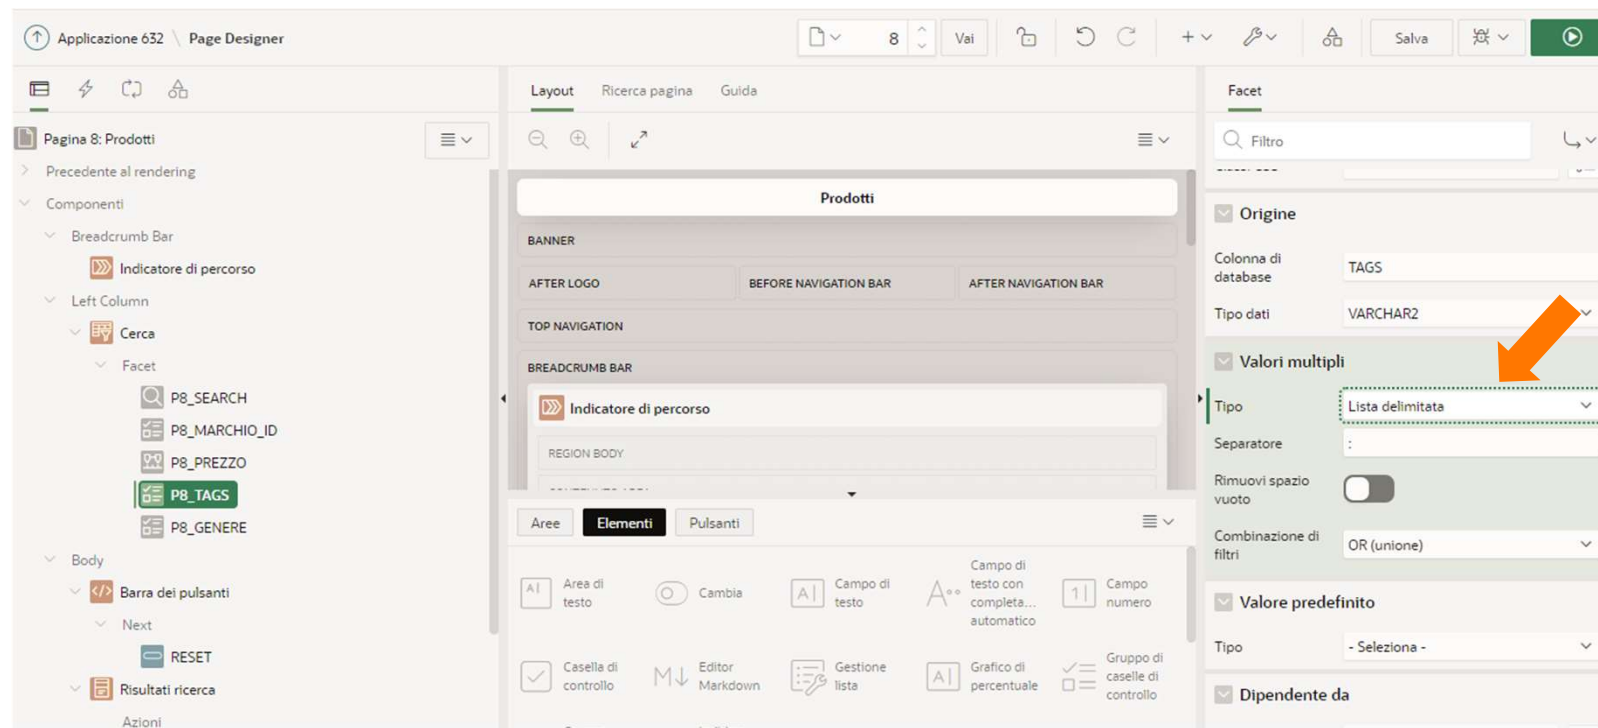 Applicazione 632 \ Page Designer
8
Vai
Salva
Pagina 8: Prodotti
Precedente al rendering
Componenti
Breadcrumb Bar
Indicatore di percorso
Left Column
Cerca
Facet
P8_SEARCH
P8_MARCHIO_ID
P8_PREZZO
P8_TAGS
P8_GENERE
Body
Barra dei pulsanti
Next
RESET
Risultati ricerca
Azioni
Layout Ricerca pagina Guida
Prodotti
BANNER
AFTER LOGO BEFORE NAVIGATION BAR AFTER NAVIGATION BAR
TOP NAVIGATION
BREADCRUMB BAR
Indicatore di percorso
REGION BODY
Aree Elementi Pulsanti
Area di
testo
Cambia
Campo di
testo
Campo di
testo con
completa...
automatico
Campo
numero
Casella di
controllo
Editor
Markdown
Gestione
lista
Grafico di
percentuale
Gruppo di
caselle di
controllo
Facet
Filtro
Origine
Colonna di
database
TAGS
Tipo dati VARCHAR2
Valori multipli
Tipo Lista delimitata
Separatore :
Rimuovi spazio
vuoto
Combinazione di
filtri
OR (unione)
Valore predefinito
Tipo - Seleziona -
Dipendente da